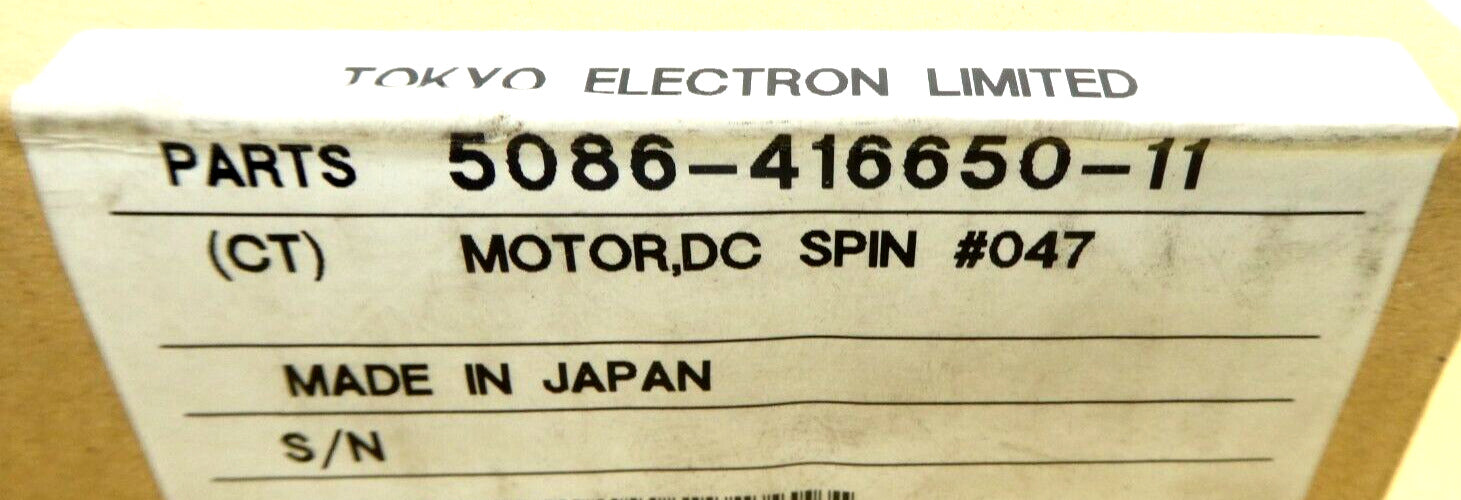 TOKYO ELECTRON LIMITED
PARTS 5086-416650-11
(CT) MOTOR,DC SPIN #047
MADE IN JAPAN
S/N